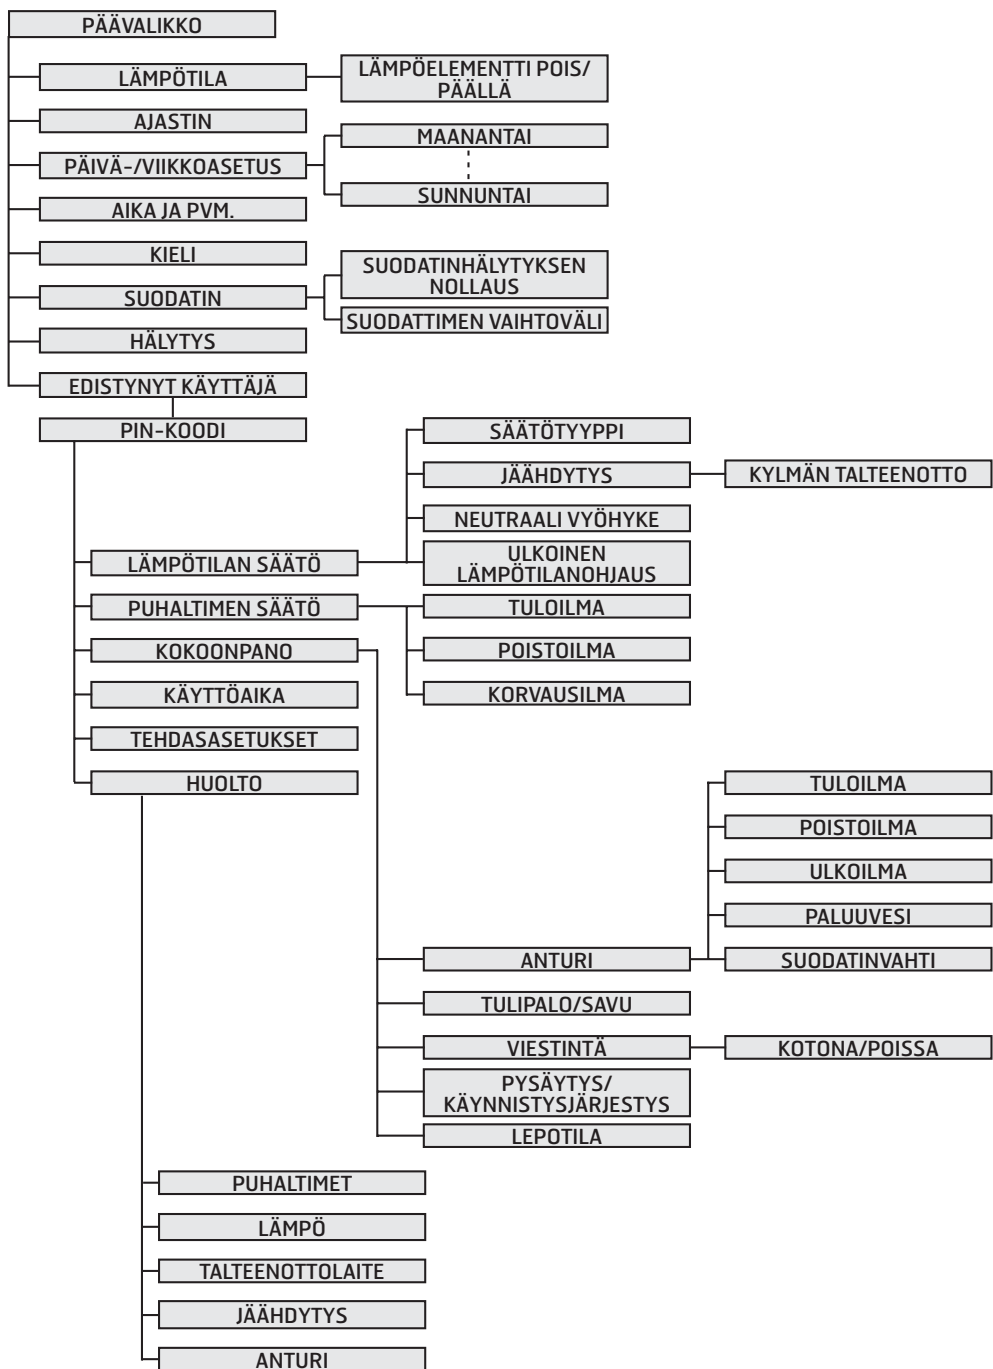 PÄÄVALIKKO
LÄMPÖTILA
LÄMPÖELEMENTTI POIS/
PÄÄLLÄ
AJASTIN
PÄIVÄ-/VIIKKOASETUS
MAANANTAI
SUNNUNTAI
AIKA JA PVM.
KIELI
SUODATIN
SUODATINHÄLYTYKSEN
NOLLAUS
SUODATTIMEN VAIHTOVÄLI
HÄLYTYS
EDISTYNYT KÄYTTÄJÄ
PIN-KOODI
LÄMPÖTILAN SÄÄTÖ
SÄÄTÖTYYPPI
JÄÄHDYTYS
KYLMÄN TALTEENOTTO
NEUTRAALI VYÖHYKE
ULKOINEN
LÄMPÖTILANOHJAUS
PUHALTIMEN SÄÄTÖ
TULOILMA
POISTOILMA
KORVAUSILMA
KOKOONPANO
KÄYTTÖAIKA
TEHDASASETUKSET
HUOLTO
TULOILMA
POISTOILMA
ULKOILMA
PALUUVESI
ANTURI
SUODATINVAHTI
TULIPALO/SAVU
VIESTINTÄ
KOTONA/POISSA
PYSÄYTYS/
KÄYNNISTYSJÄRJESTYS
LEPOTILA
PUHALTIMET
LÄMPÖ
TALTEENOTTOLAITE
JÄÄHDYTYS
ANTURI